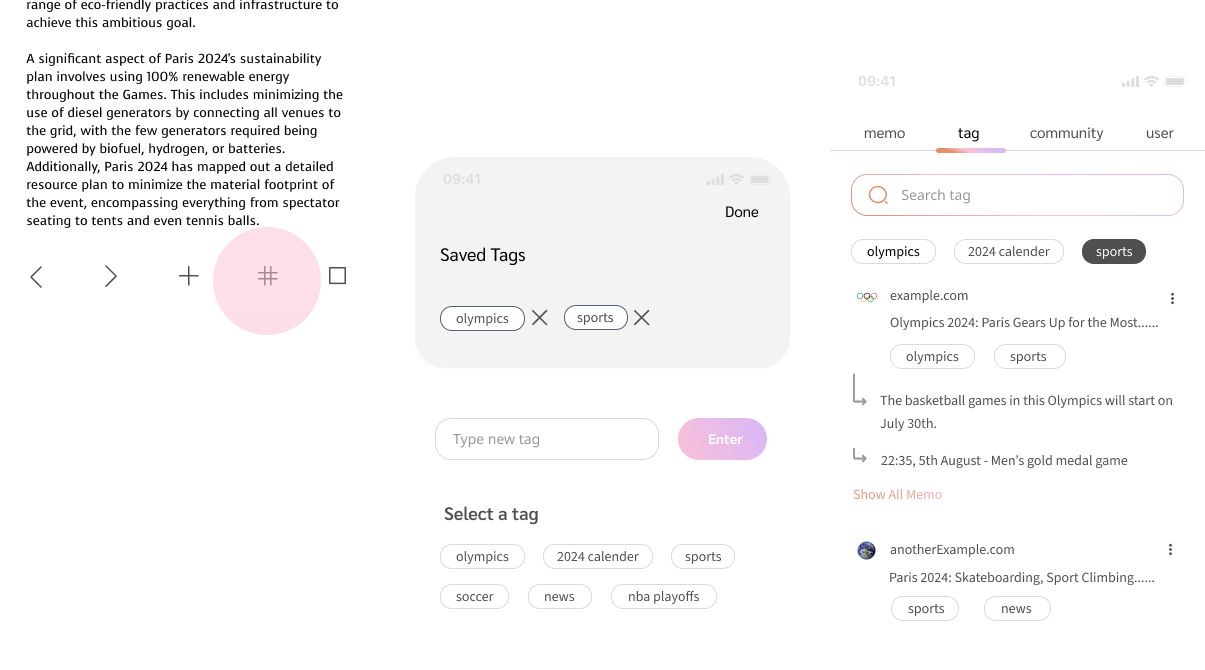 range of eco-friendly practices and infrastructure to
achieve this ambitious goal.
A significant aspect of Paris 2024's sustainability
plan involves using 100% renewable energy
throughout the Games. This includes minimizing the
use of diesel generators by connecting all venues to
the grid, with the few generators required being
powered by biofuel, hydrogen, or batteries.
Additionally, Paris 2024 has mapped out a detailed
resource plan to minimize the material footprint of
the event, encompassing everything from spectator
seating to tents and even tennis balls.
09:41
Done
Saved Tags
olympics
sports
Type new tag
Enter
Select a tag
olympics 2024 calender sports
soccer news nba playoffs
09:41
memo tag community user
Search tag
olympics 2024 calender sports
example.com
Olympics 2024: Paris Gears Up for the Most......
olympics sports
The basketball games in this Olympics will start on
July 30th.
22:35, 5th August - Men’s gold medal game
Show All Memo
anotherExample.com
Paris 2024: Skateboarding, Sport Climbing......
sports news